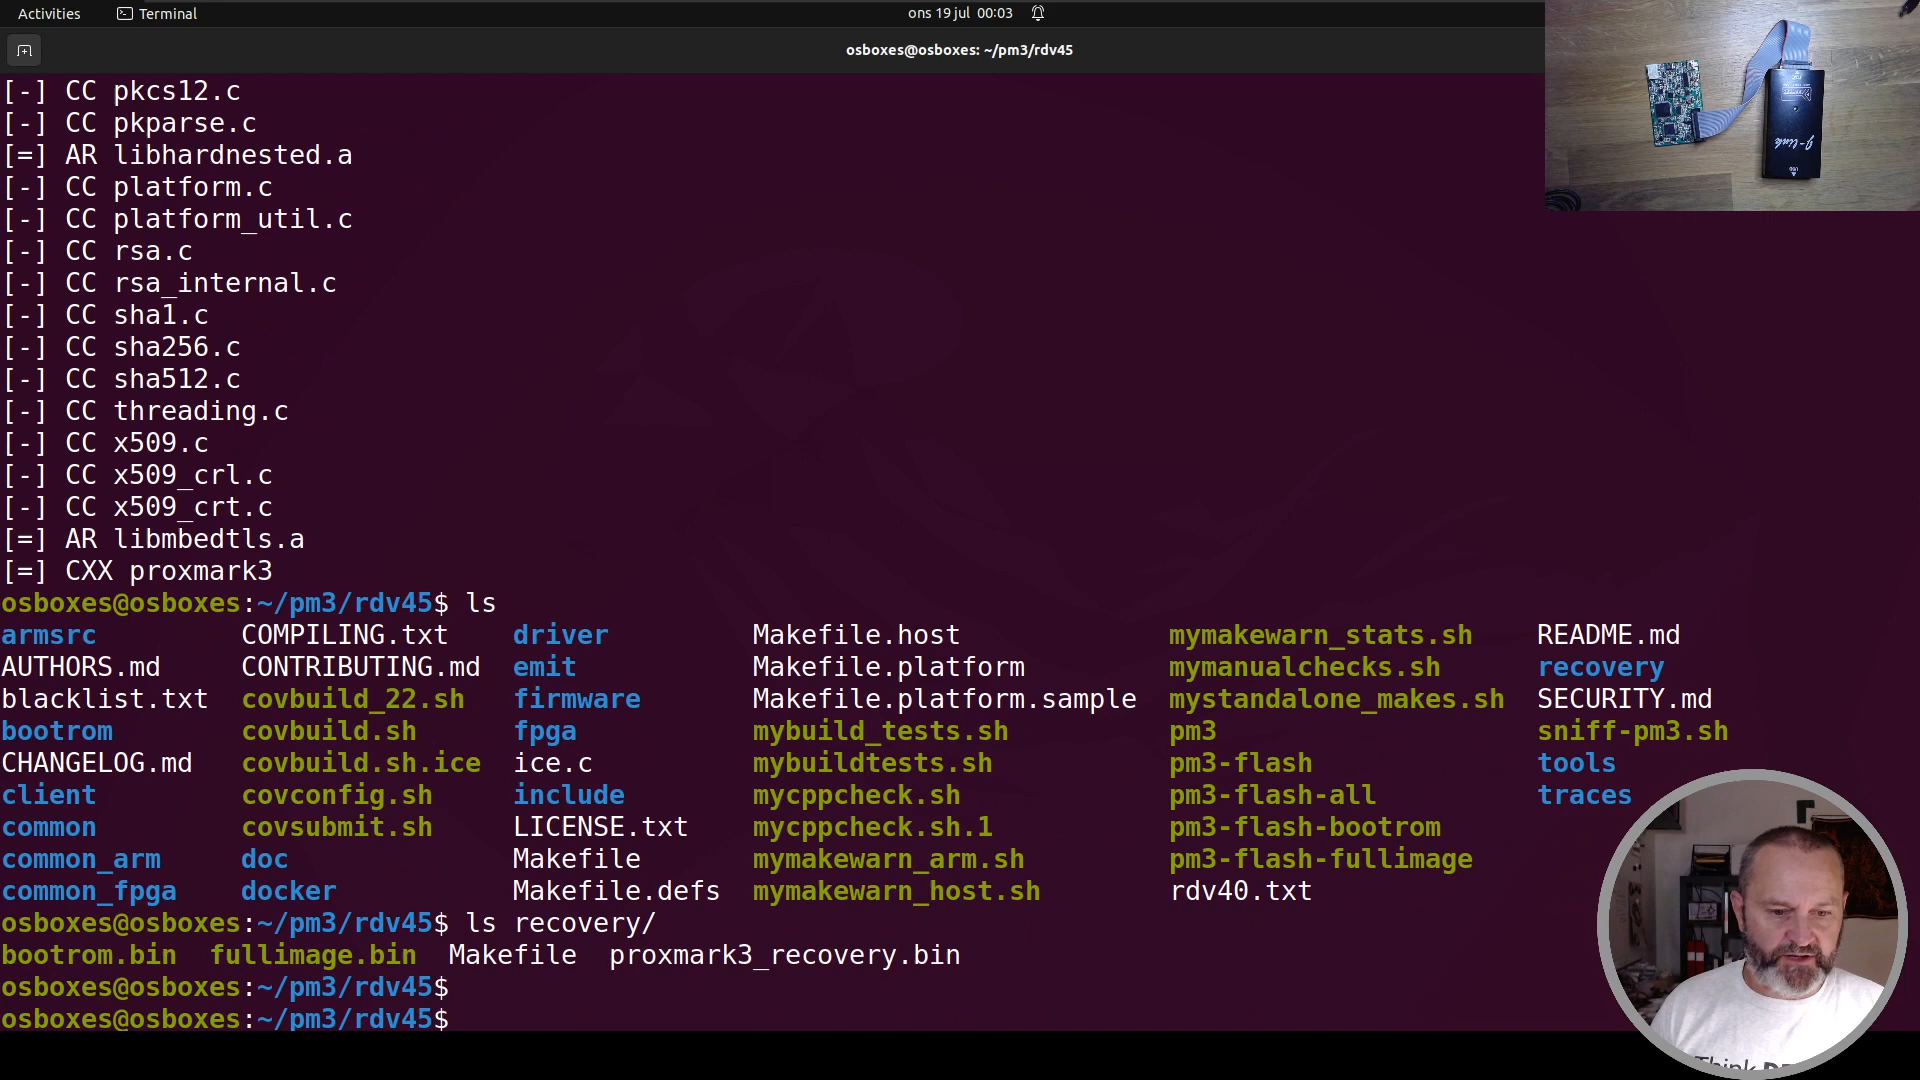 Activities Terminal ons 19 jul 00:03
osboxes@osboxes: ~/pm3/rdv45
[-] CC pkcs12.c
[-] CC pkparse.c
[=] AR libhardnested.a
[-] CC platform.c
[-] CC platform_util.c
[-] CC rsa.c
[-] CC rsa_internal.c
[-] CC sha1.c
[-] CC sha256.c
[-] CC sha512.c
[-] CC threading.c
[-] CC x509.c
[-] CC x509_crl.c
[-] CC x509_crt.c
[=] AR libmbedtls.a
[=] CXX proxmark3
osboxes@osboxes:~/pm3/rdv45$ ls
armsrc COMPILING.txt driver Makefile.host mymakewarn_stats.sh README.md
AUTHORS.md CONTRIBUTING.md emit Makefile.platform mymanualchecks.sh recovery
blacklist.txt covbuild_22.sh firmware Makefile.platform.sample mystandalone_makes.sh SECURITY.md
bootrom covbuild.sh fpga mybuild_tests.sh pm3 sniff-pm3.sh
CHANGELOG.md covbuild.sh.ice ice.c mybuildtests.sh pm3-flash tools
client covconfig.sh include mycppcheck.sh pm3-flash-all traces
common covsubmit.sh LICENSE.txt mycppcheck.sh.1 pm3-flash-bootrom
common_arm doc Makefile mymakewarn_arm.sh pm3-flash-fullimage
common_fpga docker Makefile.defs mymakewarn_host.sh rdv40.txt
osboxes@osboxes:~/pm3/rdv45$ ls recovery/
bootrom.bin fullimage.bin Makefile proxmark3_recovery.bin
osboxes@osboxes:~/pm3/rdv45$
osboxes@osboxes:~/pm3/rdv45$
J-link
USB
Think